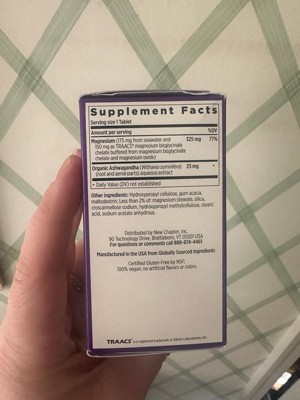 Supplement Facts
Serving size 1 Tablet
Amount per serving %DV
Magnesium (175 mg from seawater and 325 mg 77%
150 mg as TRAACS® magnesium bisglycinate
chelate buffered from magnesium bisglycinate
chelate and magnesium oxide)
Organic Ashwagandha (Withania somnifera) 25 mg *
(root and aerial parts) aqueous extract
• Daily Value (DV) not established
Other ingredients: Hydroxypropyl cellulose, gum acacia,
maltodextrin; Less than 2% of: magnesium stearate, silica,
croscarmellose sodium, hydroxypropyl methylcellulose, stearic
acid, sodium acetate anhydrous.
Distributed by New Chapter, Inc.
90 Technology Drive, Brattleboro, VT 05301 USA
For questions or comments call 888-874-4461
Manufactured in the USA from Globally Sourced Ingredients
Certified Gluten-Free by NSF;
100% vegan; no artificial flavors or colors.
TRAACS® is a registered trademark of Albion Laboratories, Inc.